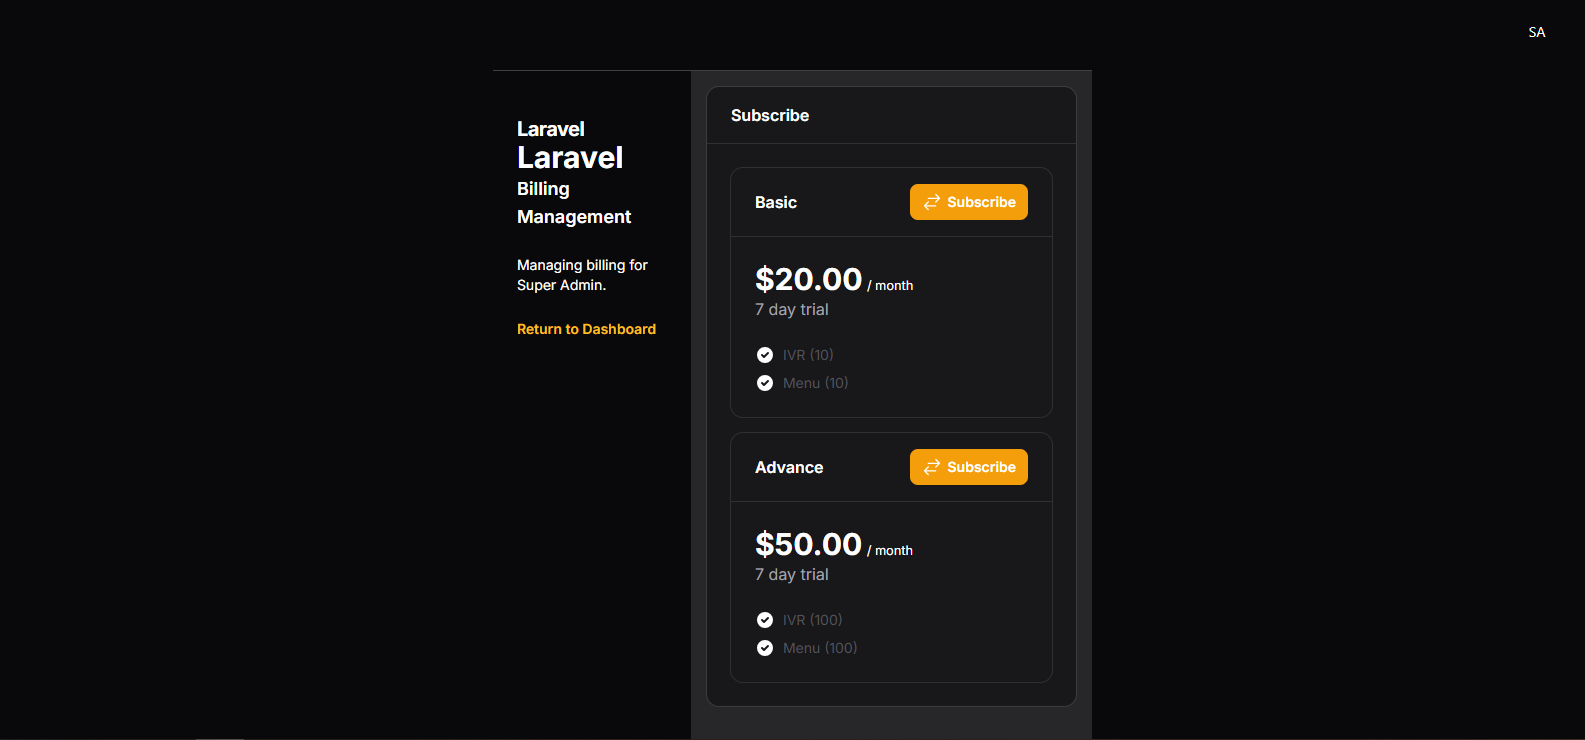 SA
Laravel
Laravel
Billing
Management
Managing billing for
Super Admin.
Return to Dashboard
Subscribe
Basic
Subscribe
$20.00 / month
7 day trial
IVR (10)
Menu (10)
Advance
Subscribe
$50.00 / month
7 day trial
IVR (100)
Menu (100)